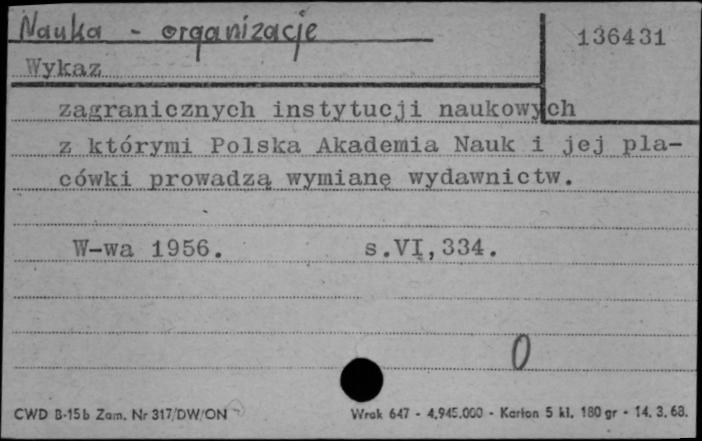 Nauka - organizacje
136431
Wykaz
zagranicznych instytucji naukowych
z którymi Polska Akademia Nauk i jej pla-
cówki prowadzą wymianę wydawnictw.
W-wa 1956. s.VI,334.
0
CWD B-15b Zam. Nr 317/DW/ON Wrak 647 - 4,945.000 - Karton 5 kl. 180 gr - 14. 3. 63.